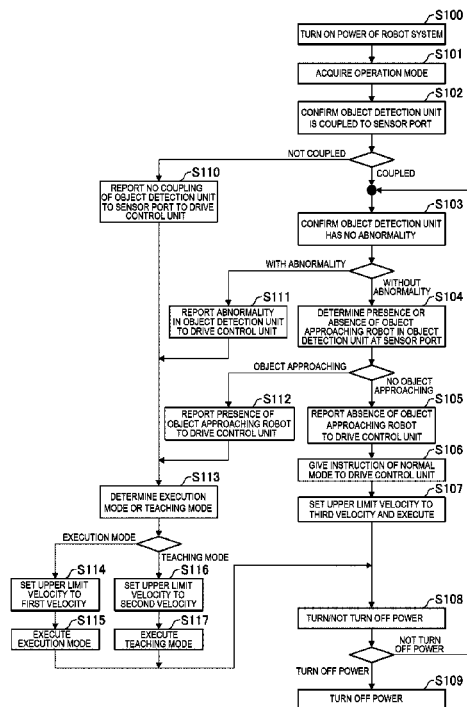 S100
TURN ON POWER OF ROBOT SYSTEM
S101
ACQUIRE OPERATION MODE
S102
CONFIRM OBJECT DETECTION UNIT
IS COUPLED TO SENSOR PORT
NOT COUPLED
COUPLED
S110
REPORT NO COUPLING
OF OBJECT DETECTION UNIT
TO SENSOR PORT TO DRIVE
CONTROL UNIT
S103
CONFIRM OBJECT DETECTION UNIT
HAS NO ABNORMALITY
WITH ABNORMALITY
WITHOUT
ABNORMALITY
S111
REPORT ABNORMALITY
IN OBJECT DETECTION UNIT
TO DRIVE CONTROL UNIT
S104
DETERMINE PRESENCE OR
ABSENCE OF OBJECT
APPROACHING ROBOT IN OBJECT
DETECTION UNIT AT SENSOR PORT
OBJECT APPROACHING
NO OBJECT
APPROACHING
S112
REPORT PRESENCE OF
OBJECT APPROACHING ROBOT
TO DRIVE CONTROL UNIT
S105
REPORT ABSENCE OF OBJECT
APPROACHING ROBOT
TO DRIVE CONTROL UNIT
S106
GIVE INSTRUCTION OF NORMAL
MODE TO DRIVE CONTROL UNIT
S107
SET UPPER LIMIT VELOCITY
TO THIRD VELOCITY AND EXECUTE
S113
DETERMINE EXECUTION
MODE OR TEACHING MODE
EXECUTION MODE
TEACHING MODE
S114
SET UPPER LIMIT
VELOCITY TO
FIRST VELOCITY
S115
EXECUTE
EXECUTION MODE
S116
SET UPPER LIMIT
VELOCITY TO
SECOND VELOCITY
S117
EXECUTE
TEACHING MODE
S108
TURN/NOT TURN OFF POWER
NOT TURN
OFF POWER
TURN OFF POWER
S109
TURN OFF POWER